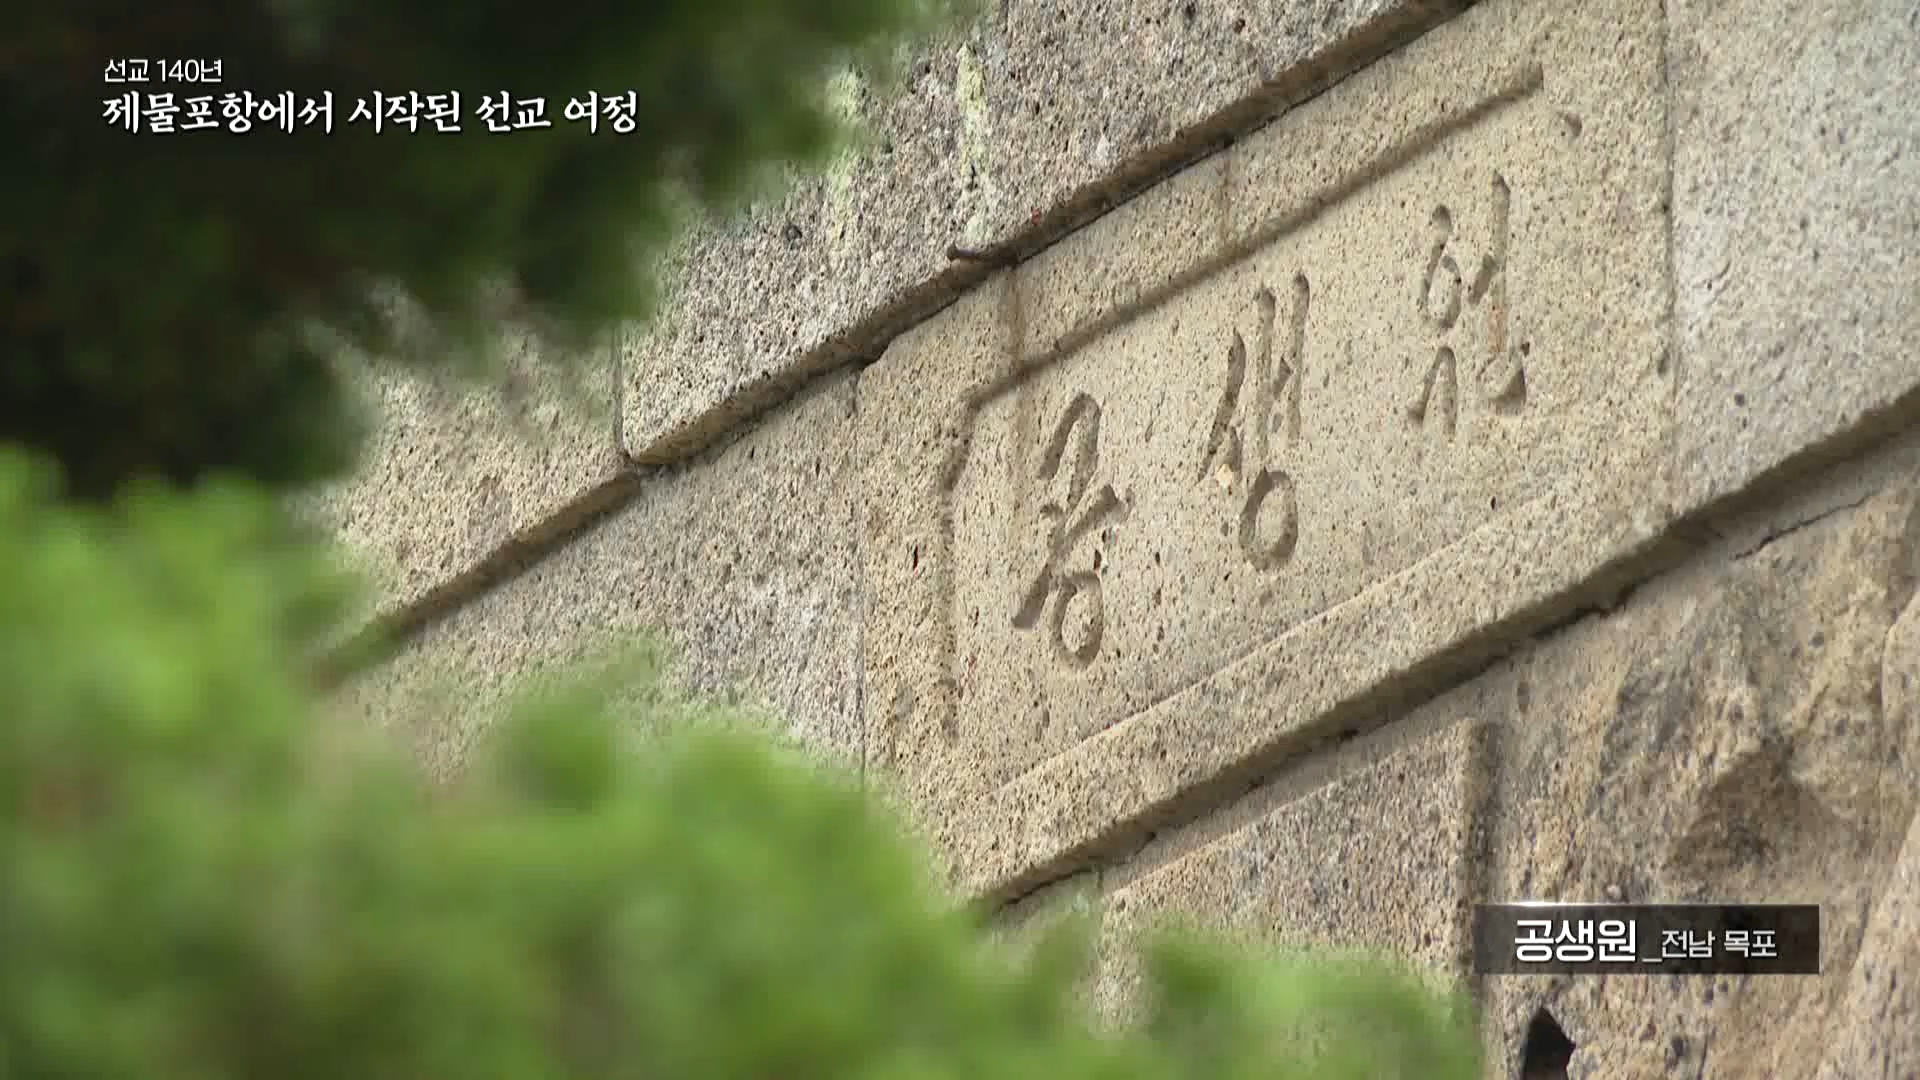 선교 140년
제물포항에서 시작된 선교 여정
공생원
공생원_전남 목포